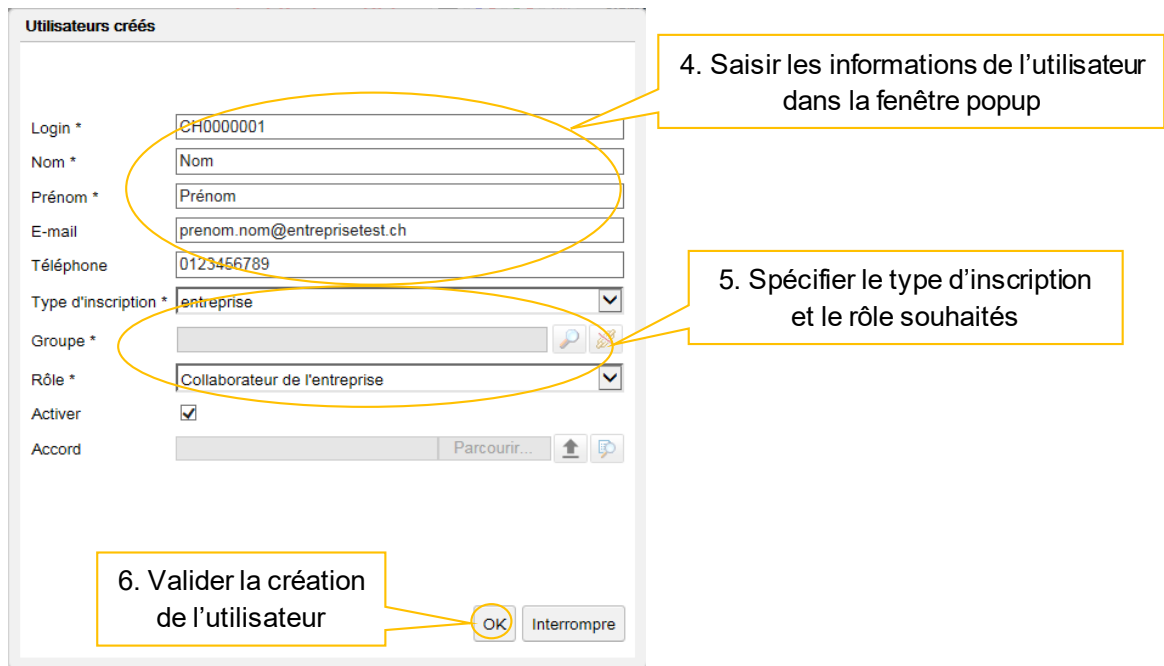 Utilisateurs créés
4. Saisir les informations de l’utilisateur
dans la fenêtre popup
Login * CH0000001
Nom * Nom
Prénom * Prénom
E-mail prenom.nom@entreprisetest.ch
Téléphone 0123456789
5. Spécifier le type d’inscription
et le rôle souhaités
Type d'inscription * entreprise
Groupe *
Rôle * Collaborateur de l'entreprise
Activer
Accord Parcourir...
6. Valider la création
de l’utilisateur
OK Interrompre